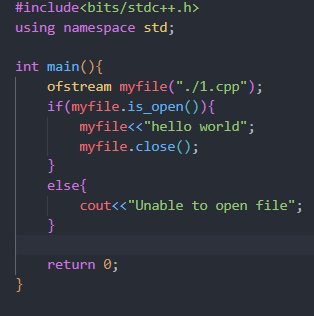 #include<bits/stdc++.h>
using namespace std;

int main(){
    ofstream myfile("./1.cpp");
    if(myfile.is_open()){
        myfile<<"hello world";
        myfile.close();
    }
    else{
        cout<<"Unable to open file";
    }

    return 0;
}